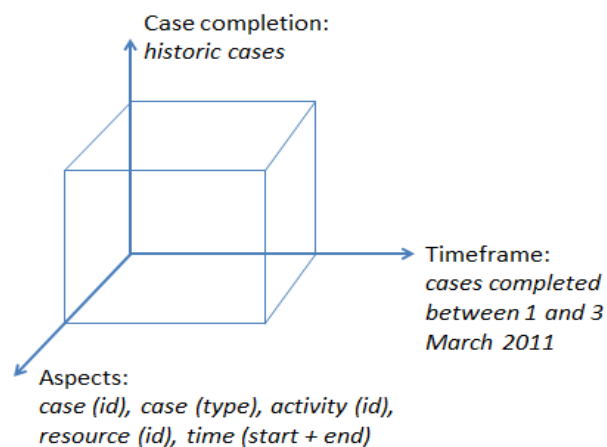 Case completion:
historic cases
Timeframe:
cases completed
between 1 and 3
March 2011
Aspects:
case (id), case (type), activity (id),
resource (id), time (start + end)